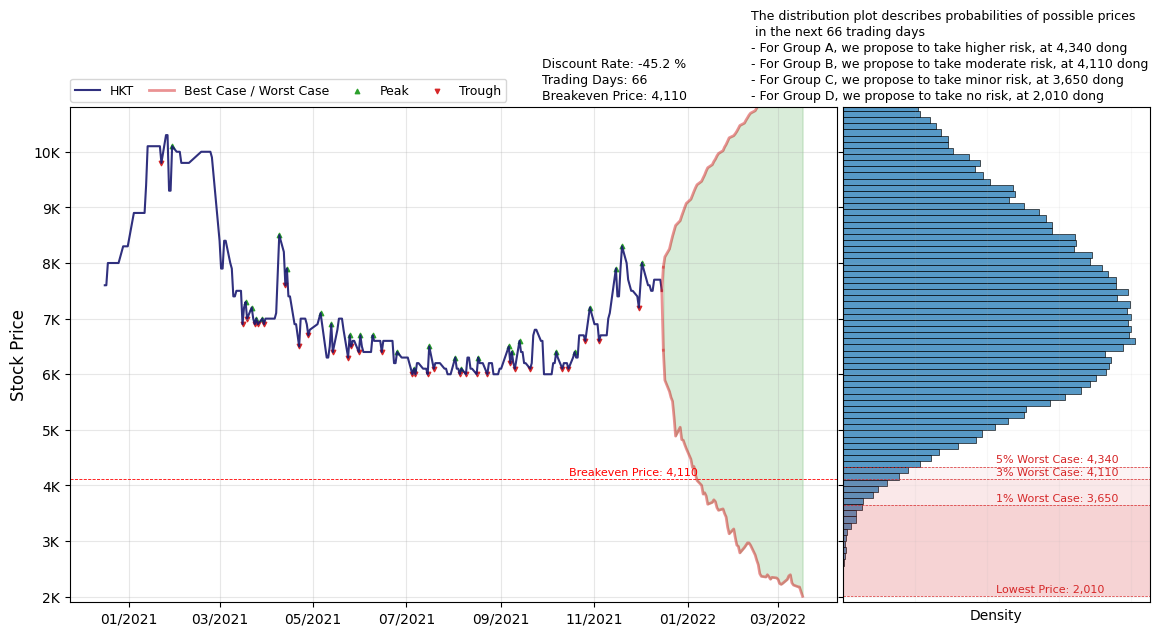 The distribution plot describes probabilities of possible prices
in the next 66 trading days
- For Group A, we propose to take higher risk, at 4,340 dong
- For Group B, we propose to take moderate risk, at 4,110 dong
- For Group C, we propose to take minor risk, at 3,650 dong
- For Group D, we propose to take no risk, at 2,010 dong
Discount Rate: -45.2 %
Trading Days: 66
Breakeven Price: 4,110
HKT
Best Case / Worst Case
Peak
Trough
Stock Price
10K
9K
8K
7K
6K
5K
4K
3K
2K
Breakeven Price: 4,110
5% Worst Case: 4,340
3% Worst Case: 4,110
1% Worst Case: 3,650
Lowest Price: 2,010
01/2021
03/2021
05/2021
07/2021
09/2021
11/2021
01/2022
03/2022
Density